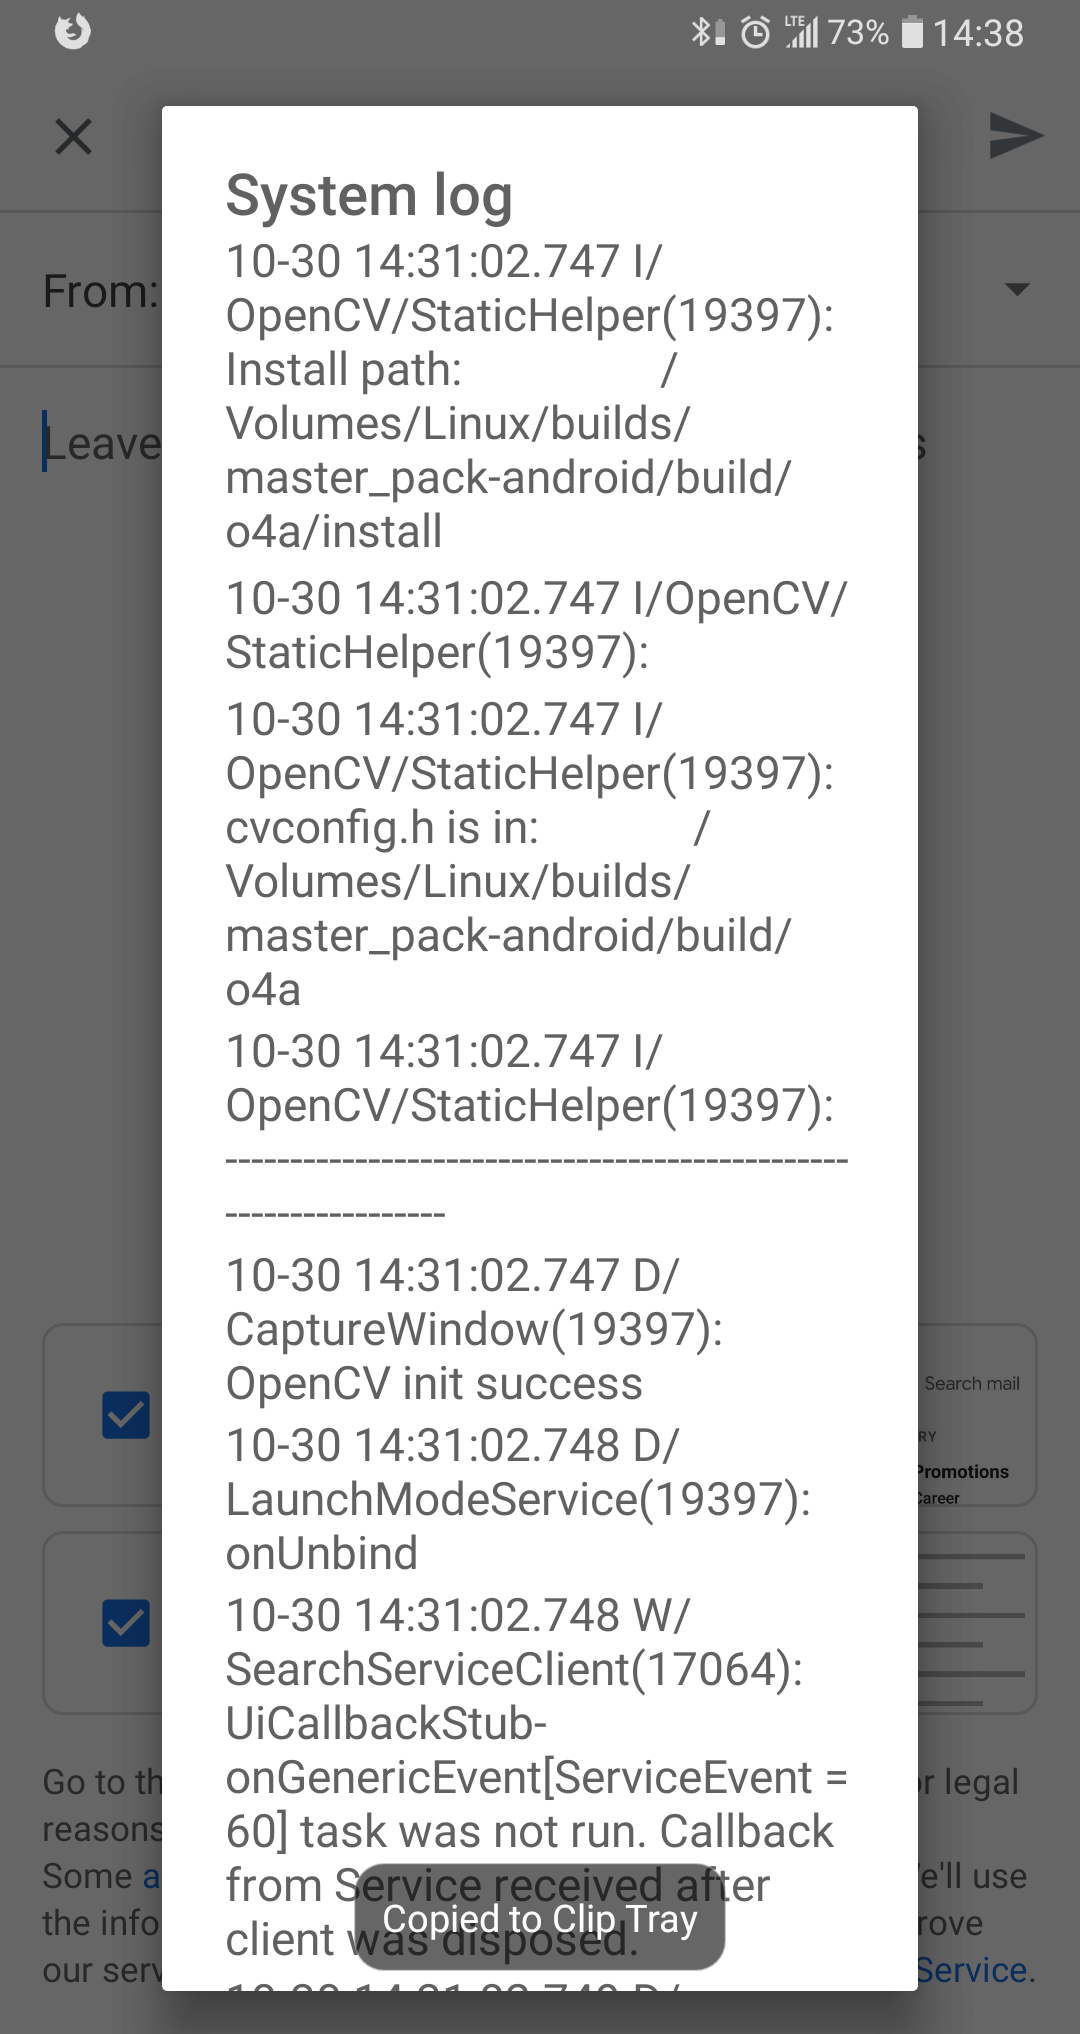 LTE 73% 14:38
System log
10-30 14:31:02.747 I/
OpenCV/StaticHelper(19397):
Install path: /
Volumes/Linux/builds/
master_pack-android/build/
o4a/install
10-30 14:31:02.747 I/OpenCV/
StaticHelper(19397):
10-30 14:31:02.747 I/
OpenCV/StaticHelper(19397):
cvconfig.h is in: /
Volumes/Linux/builds/
master_pack-android/build/
o4a
10-30 14:31:02.747 I/
OpenCV/StaticHelper(19397):
------------------------------------------------
-----------------
10-30 14:31:02.747 D/
CaptureWindow(19397):
OpenCV init success
10-30 14:31:02.748 D/
LaunchModeService(19397):
onUnbind
10-30 14:31:02.748 W/
SearchServiceClient(17064):
UiCallbackStub-
onGenericEvent[ServiceEvent =
60] task was not run. Callback
from Service received after
client was disposed.
Copied to Clip Tray
From:
Leave
Search mail
Promotions
Career
Go to
legal
reasons
Some
We'll use
the info
our
Service.